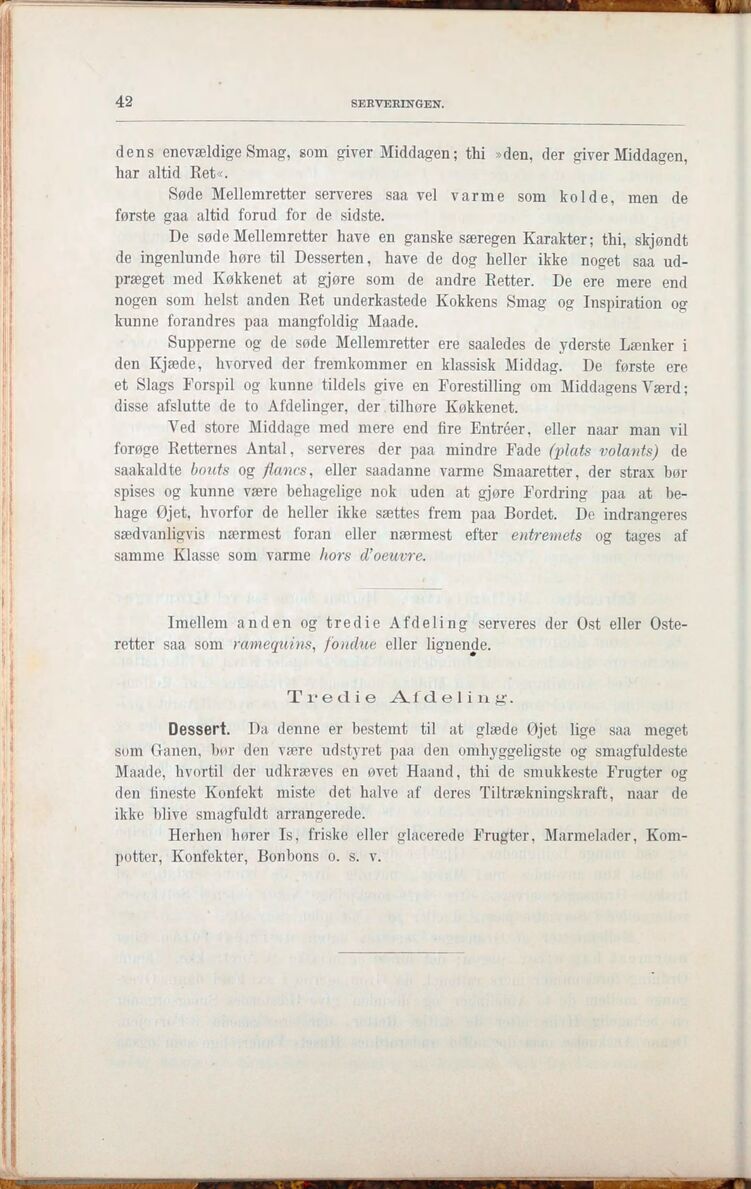 42
SERVERINGEN.
dens enevældige Smag, som giver Middagen; thi »den, der giver Middagen,
har altid Ret«.
Søde Mellemretter serveres saa vel varme som kolde, men de
første gaa altid forud for de sidste.
De søde Mellemretter have en ganske særegen Karakter; thi, skjøndt
de ingenlunde høre til Desserten, have de dog heller ikke noget saa ud-
præget med Køkkenet at gjøre som de andre Retter. De ere mere end
nogen som helst anden Ret underkastede Kokkens Smag og Inspiration og
kunne forandres paa mangfoldig Maade.
Supperne og de søde Mellemretter ere saaledes de yderste Lænker i
den Kjæde, hvorved der fremkommer en klassisk Middag. De første ere
et Slags Forspil og kunne tildels give en Forestilling om Middagens Værd;
disse afslutte de to Afdelinger, der tilhøre Køkkenet.
Ved store Middage med mere end fire Entréer, eller naar man vil
forøge Retternes Antal, serveres der paa mindre Fade (plats volants) de
saakaldte bouts og flancs, eller saadanne varme Smaaretter, der strax bør
spises og kunne være behagelige nok uden at gjøre Fordring paa at be-
hage Øjet, hvorfor de heller ikke sættes frem paa Bordet. De indrangeres
sædvanligvis nærmest foran eller nærmest efter entremets og tages af
samme Klasse som varme hors d'oeuvre.
Imellem anden og tredie Afdeling serveres der Ost eller Oste-
retter saa som ramequins, fondue eller lignende.
Tredie Afdeling.
Dessert. Da denne er bestemt til at glæde Øjet lige saa meget
som Ganen, bør den være udstyret paa den omhyggeligste og smagfuldeste
Maade, hvortil der udkræves en øvet Haand, thi de smukkeste Frugter og
den fineste Konfekt miste det halve af deres Tiltrækningskraft, naar de
ikke blive smagfuldt arrangerede.
Herhen hører Is, friske eller glacerede Frugter, Marmelader, Kom-
potter, Konfekter, Bonbons o. s. v.